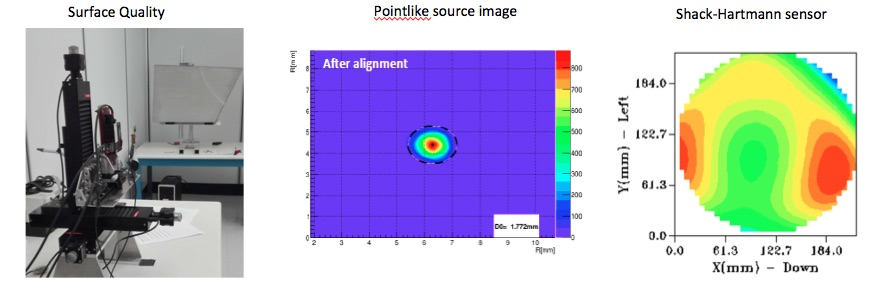 Surface Quality
Pointlike source image
Shack-Hartmann sensor
After alignment
R[mm]
8
7
6
5
4
3
2
1
0
2 3 4 5 6 7 8 9 10
R[mm]
800
700
600
500
400
300
200
100
0
D0= 1.772mm
Y(mm) - Left
184.0
122.7
61.3
0.0
0.0 61.3 122.7 184.0
X(mm) - Down